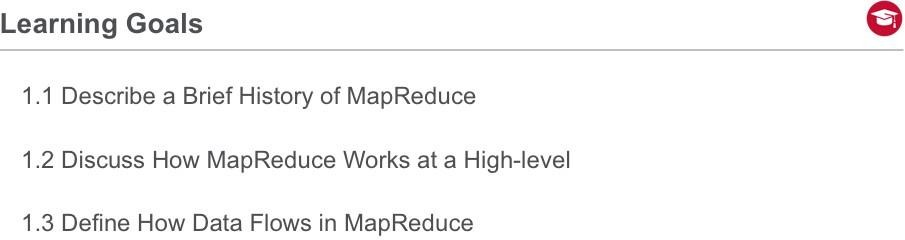 Learning Goals
1.1 Describe a Brief History of MapReduce
1.2 Discuss How MapReduce Works at a High-level
1.3 Define How Data Flows in MapReduce